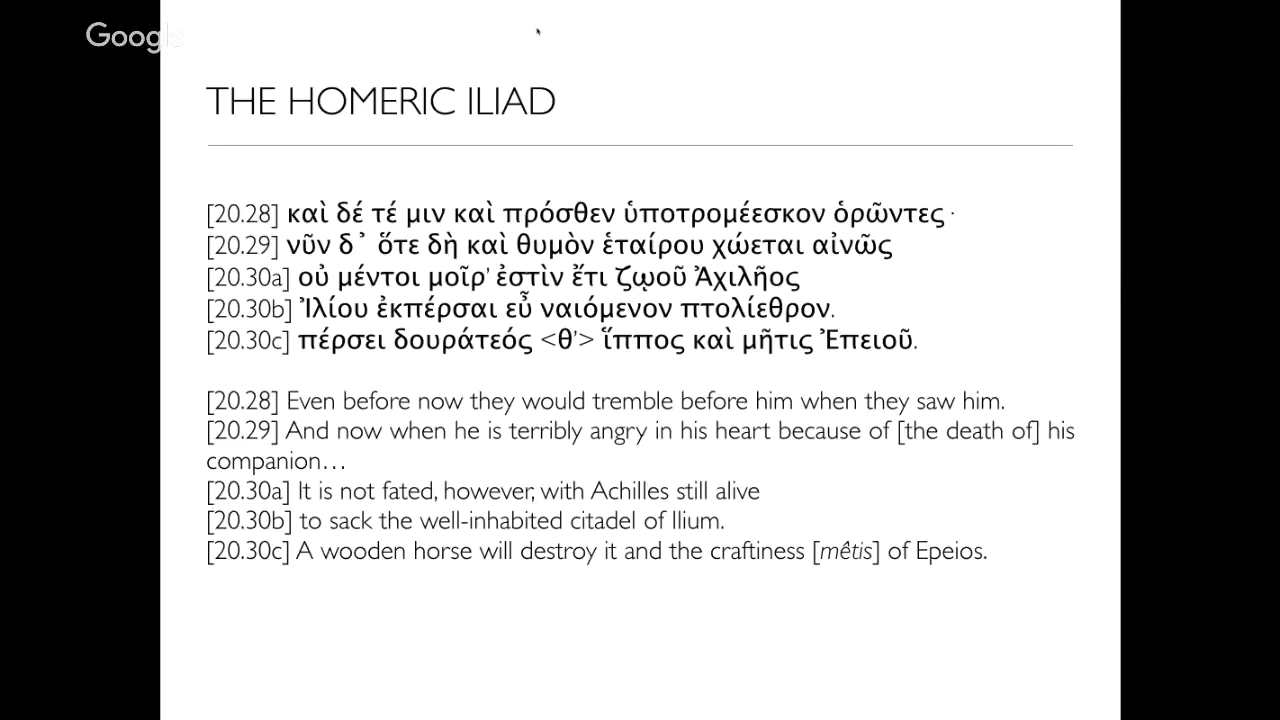 Google
THE HOMERIC ILIAD
[20.28] καὶ δέ τέ μιν καὶ πρόσθεν ὑποτρομέεσκον ὁρῶντες ·
[20.29] νῦν δ᾽ ὅτε δὴ καὶ θυμὸν ἑταίρου χώεται αἰνῶς
[20.30a] οὐ μέντοι μοῖρ’ ἐστὶν ἔτι ζῳοῦ Ἀχιλῆος
[20.30b] Ἰλίου ἐκπέρσαι εὖ ναιόμενον πτολίεθρον.
[20.30c] πέρσει δουράτεός <θ’> ἵππος καὶ μῆτις Ἐπειοῦ.
[20.28] Even before now they would tremble before him when they saw him.
[20.29] And now when he is terribly angry in his heart because of [the death of] his
companion…
[20.30a] It is not fated, however, with Achilles still alive
[20.30b] to sack the well-inhabited citadel of Ilium.
[20.30c] A wooden horse will destroy it and the craftiness [mêtis] of Epeios.